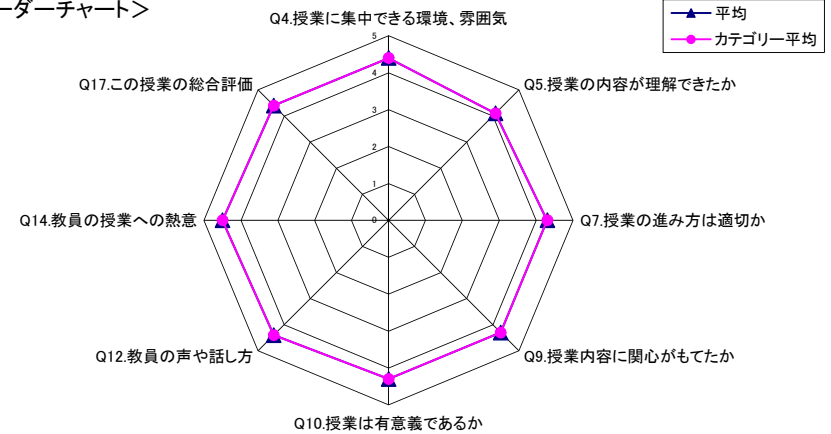 ーダーチャート＞
平均
カテゴリー平均
Q4.授業に集中できる環境、雰囲気
Q17.この授業の総合評価
Q5.授業の内容が理解できたか
Q14.教員の授業への熱意
Q7.授業の進み方は適切か
Q12.教員の声や話し方
Q9.授業内容に関心がもてたか
Q10.授業は有意義であるか
5
4
3
2
1
0